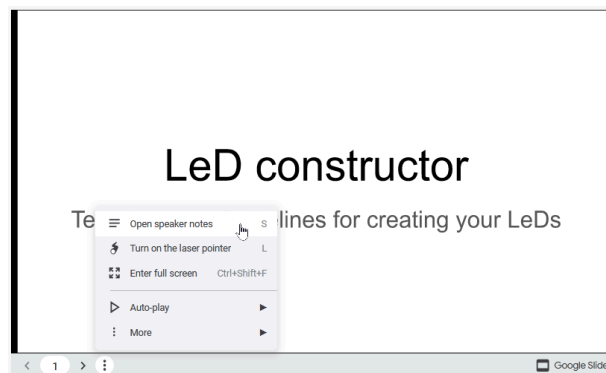 LeD constructor
Te lines for creating your LeDs
Open speaker notes S
Turn on the laser pointer L
Enter full screen Ctrl+Shift+F
Auto-play
More
1
Google Slide